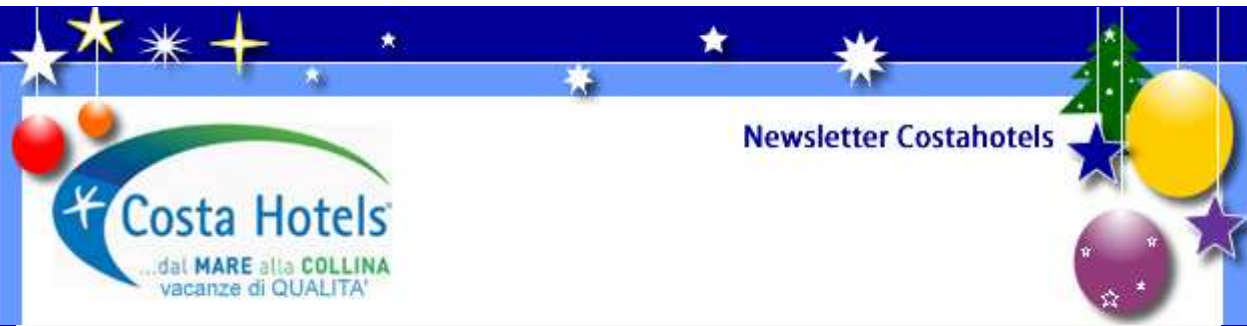 Newsletter Costahotels
Costa Hotels
...dal MARE alla COLLINA
vacanze di QUALITA'